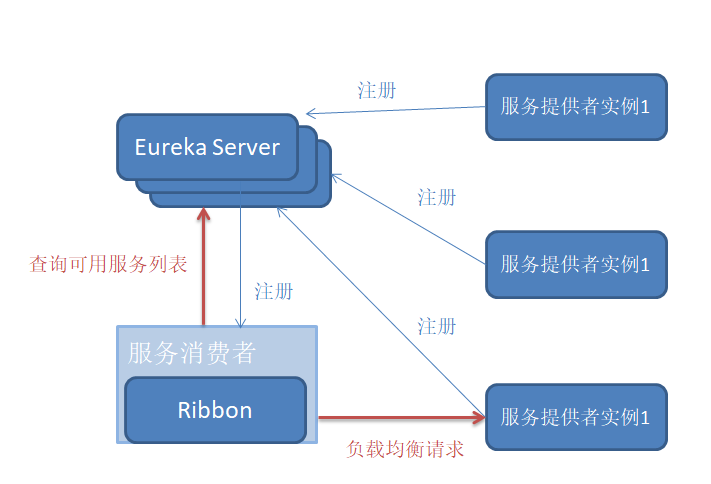 注册
服务提供者实例1
Eureka Server
注册
服务提供者实例1
查询可用服务列表
注册
注册
服务消费者
Ribbon
服务提供者实例1
负载均衡请求